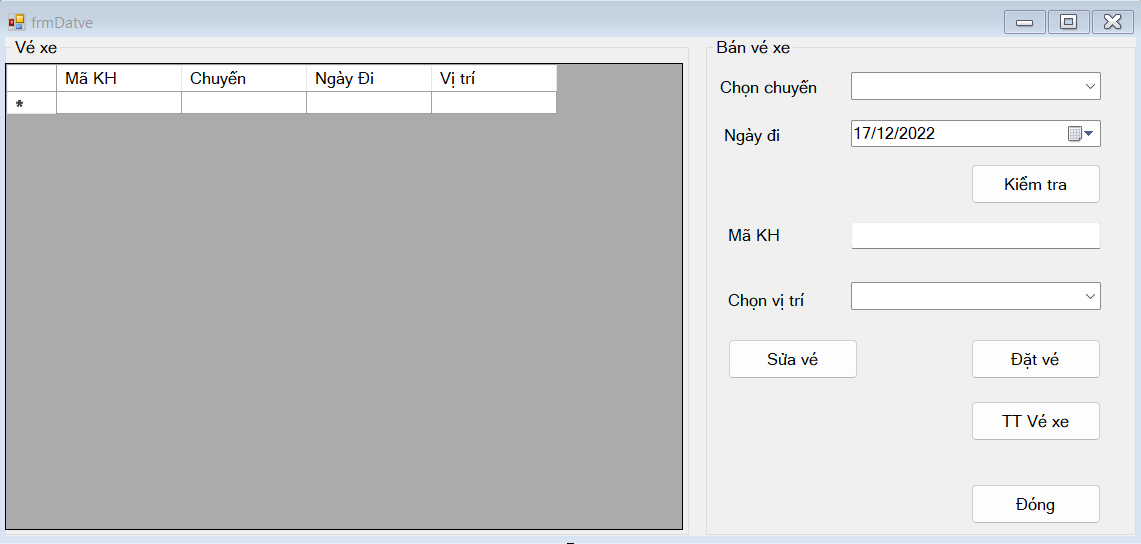 frmDatve
Vé xe
Mã KH Chuyến Ngày Đi Vị trí
*
Bán vé xe
Chọn chuyến
Ngày đi 17/12/2022
Kiểm tra
Mã KH
Chọn vị trí
Sửa vé Đặt vé
TT Vé xe
Đóng